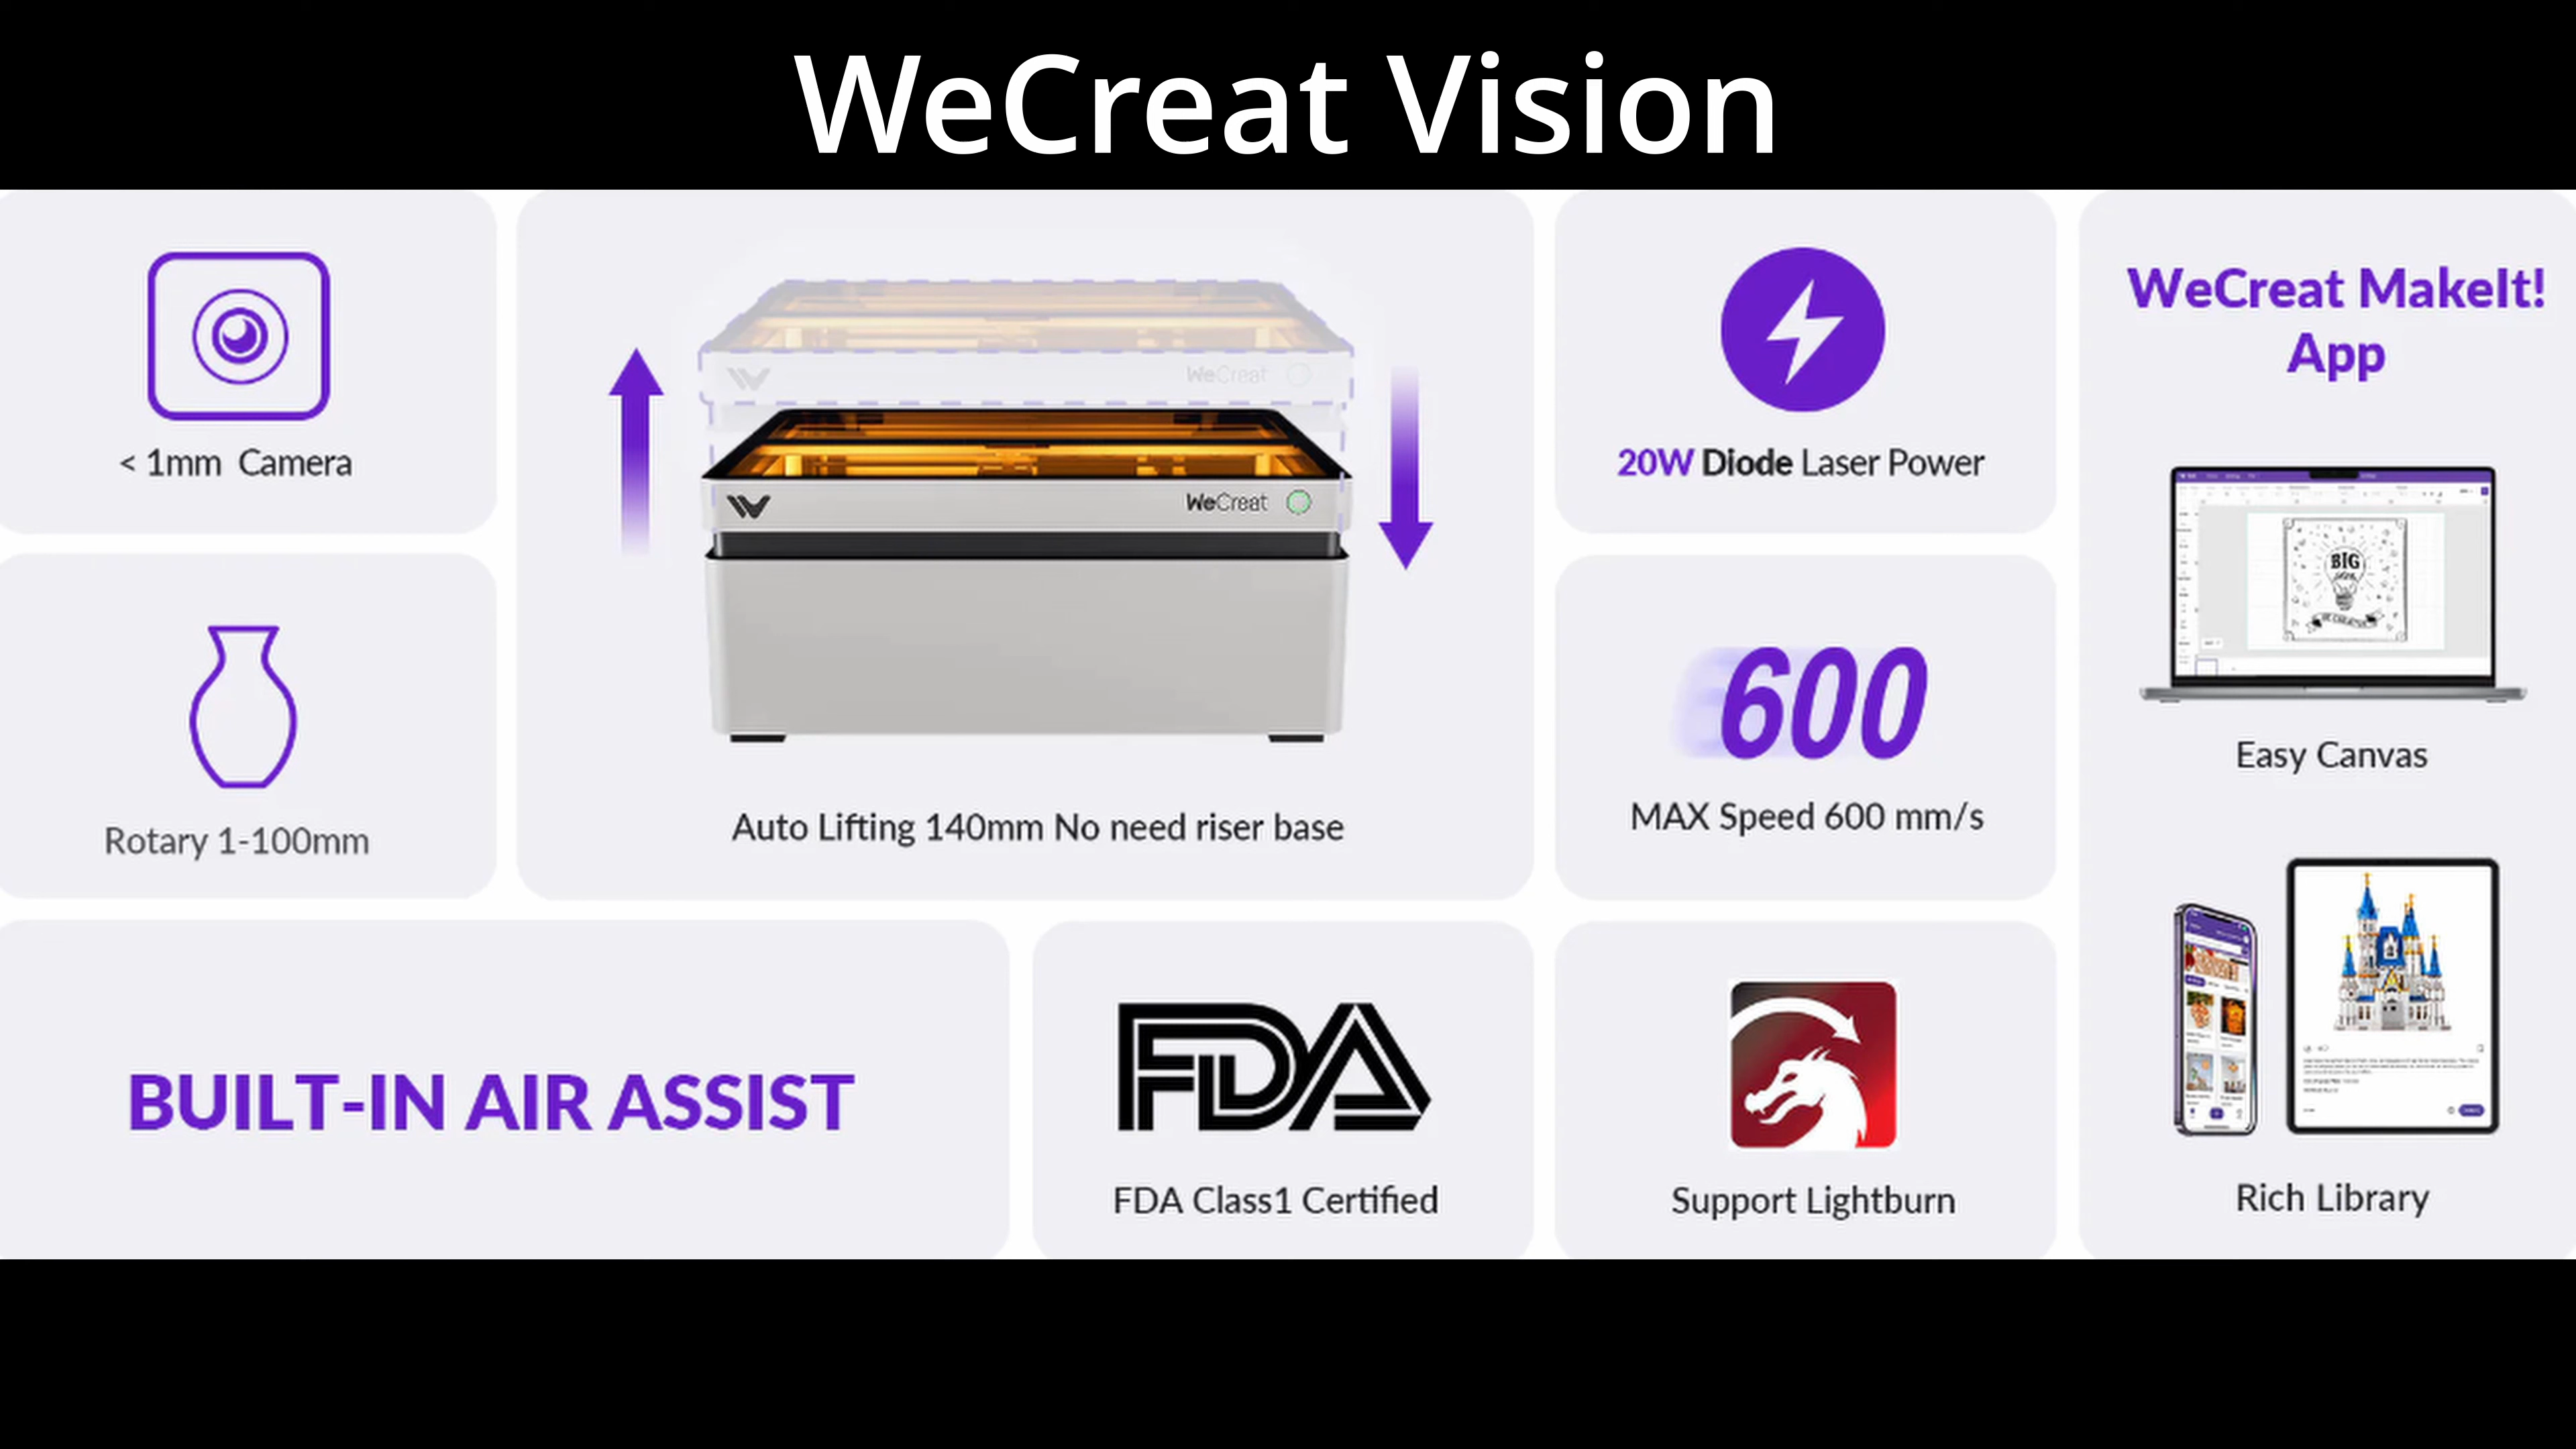 WeCreat Vision
< 1mm Camera
Rotary 1-100mm
WeCreat
WeCreat
Auto Lifting 140mm No need riser base
20W Diode Laser Power
600
MAX Speed 600 mm/s
WeCreat MakeIt!
App
BIG
Easy Canvas
Rich Library
BUILT-IN AIR ASSIST
FDA
FDA Class1 Certified
Support Lightburn